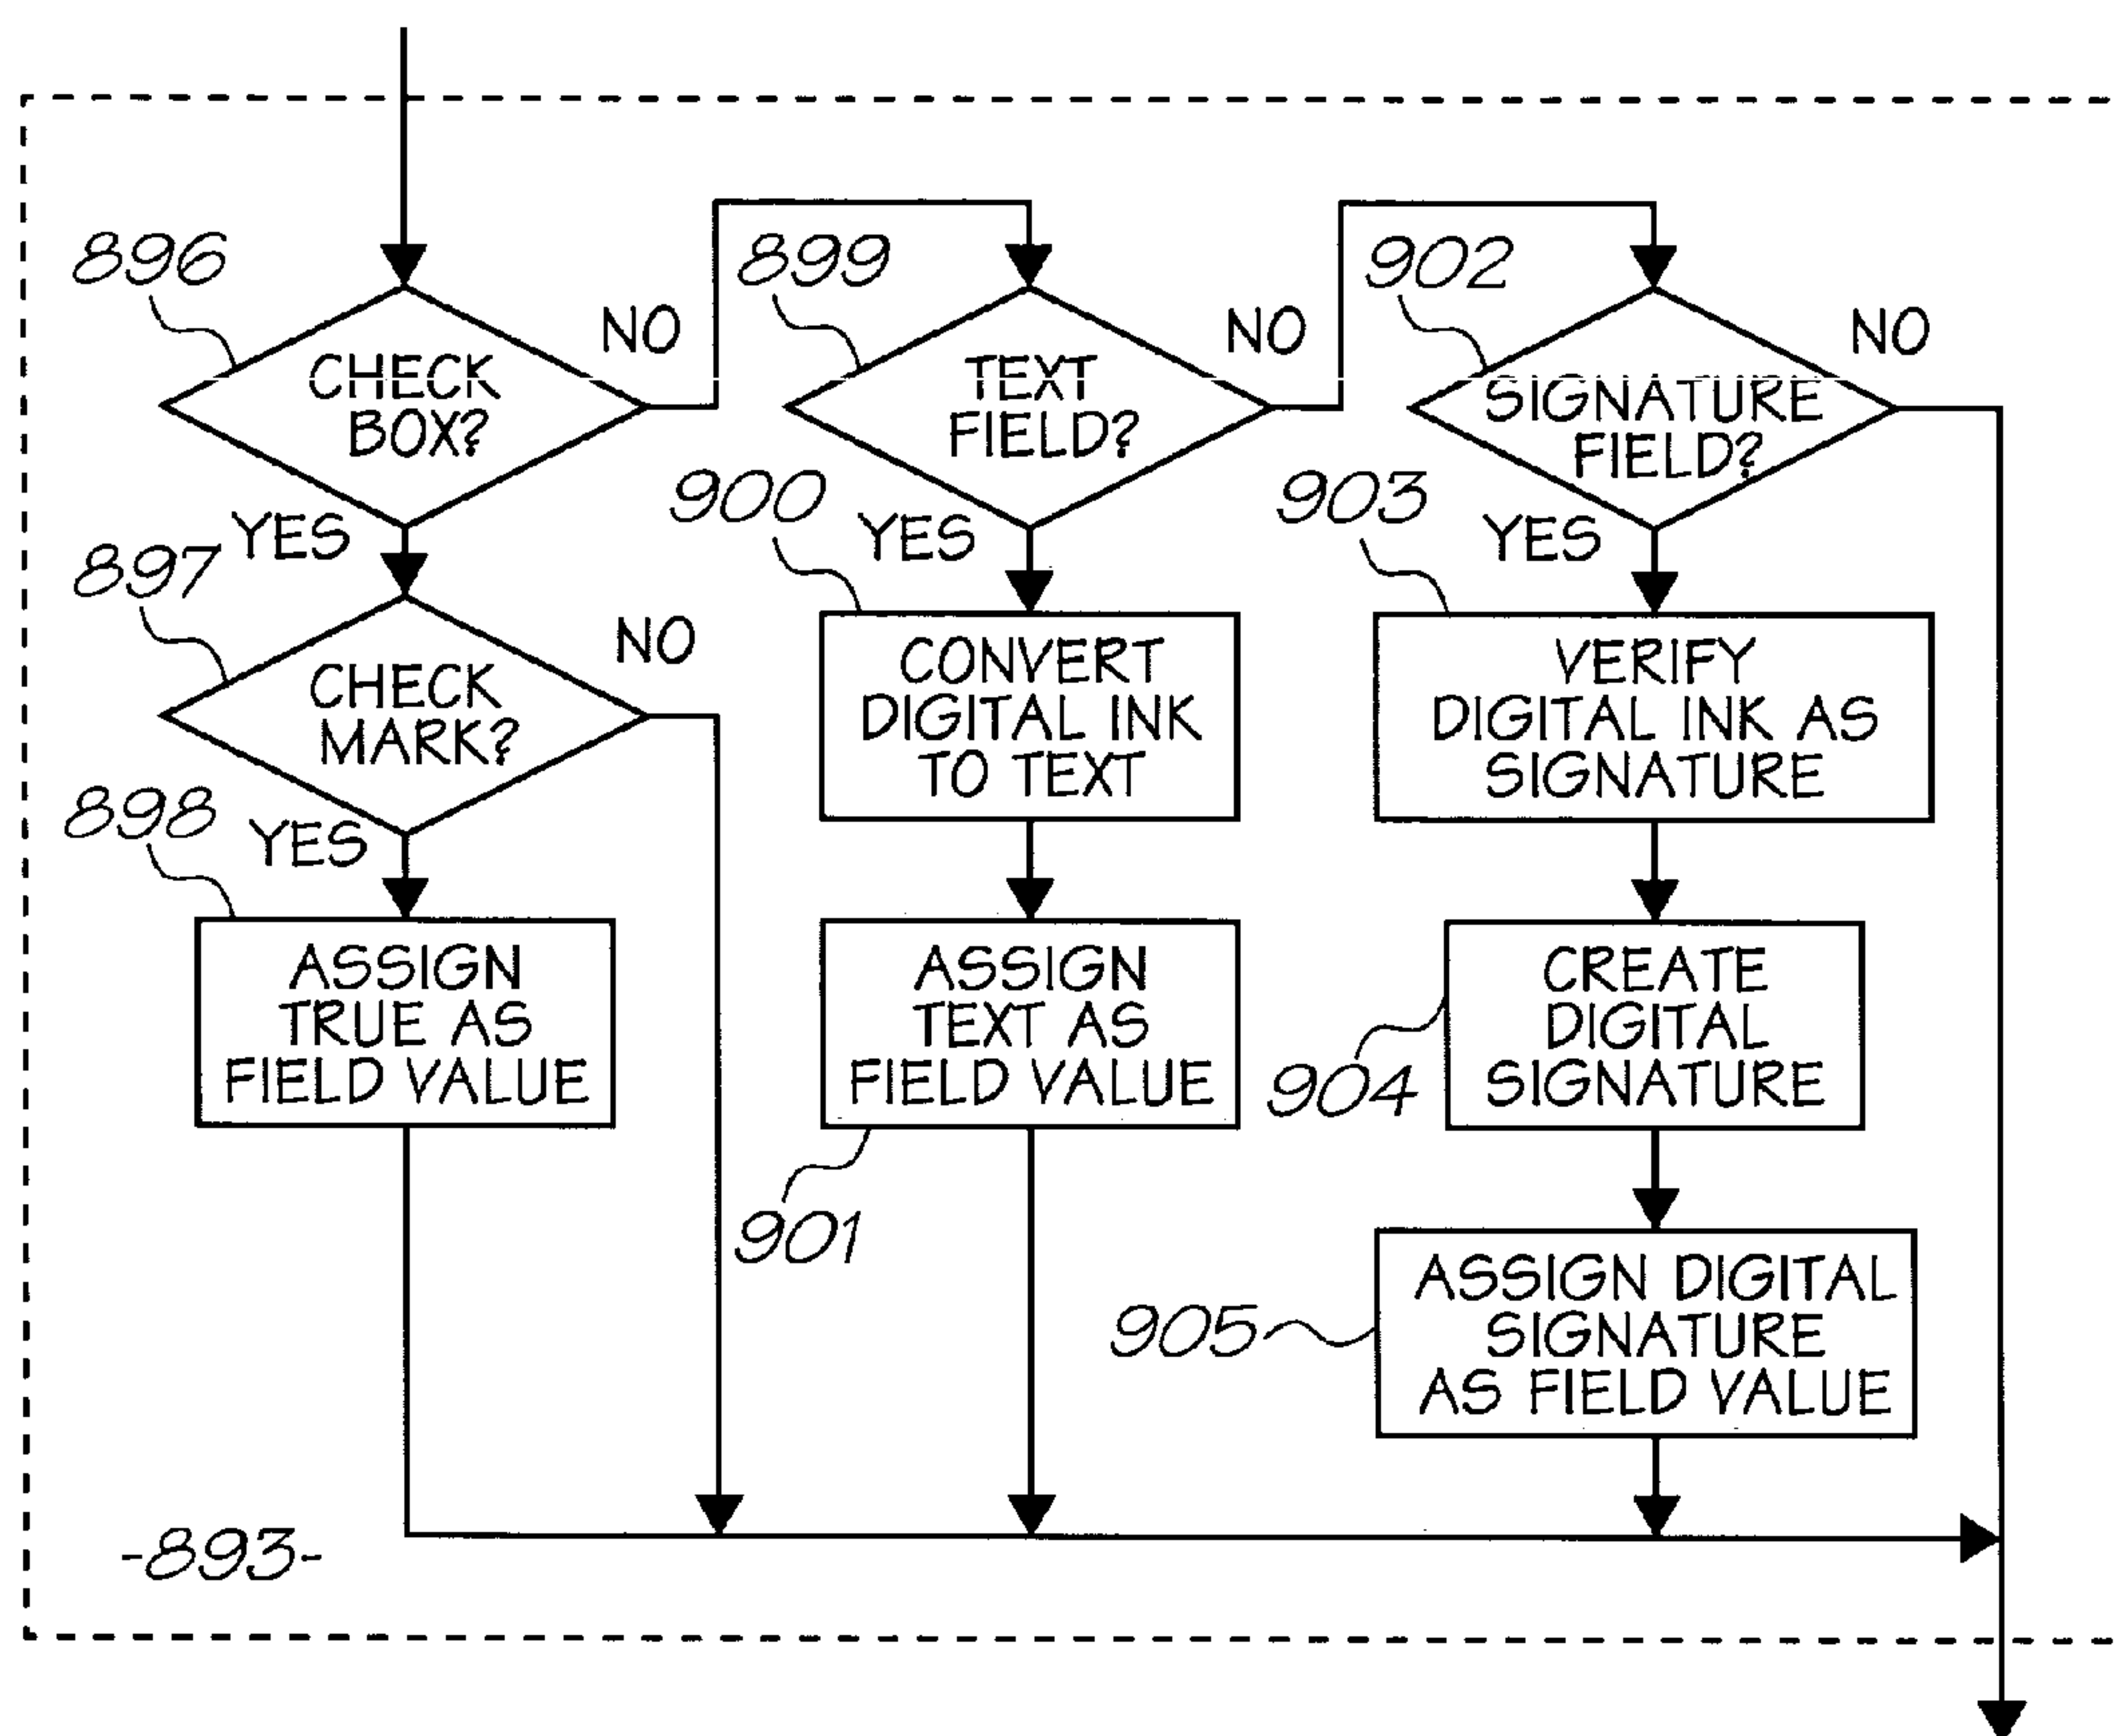 896
CHECK
BOX?
NO
YES
897
CHECK
MARK?
NO
YES
898
ASSIGN
TRUE AS
FIELD VALUE
899
TEXT
FIELD?
NO
YES
900
CONVERT
DIGITAL INK
TO TEXT
ASSIGN
TEXT AS
FIELD VALUE
901
902
SIGNATURE
FIELD?
NO
YES
903
VERIFY
DIGITAL INK AS
SIGNATURE
CREATE
DIGITAL
SIGNATURE
904
ASSIGN DIGITAL
SIGNATURE
AS FIELD VALUE
905
-893-